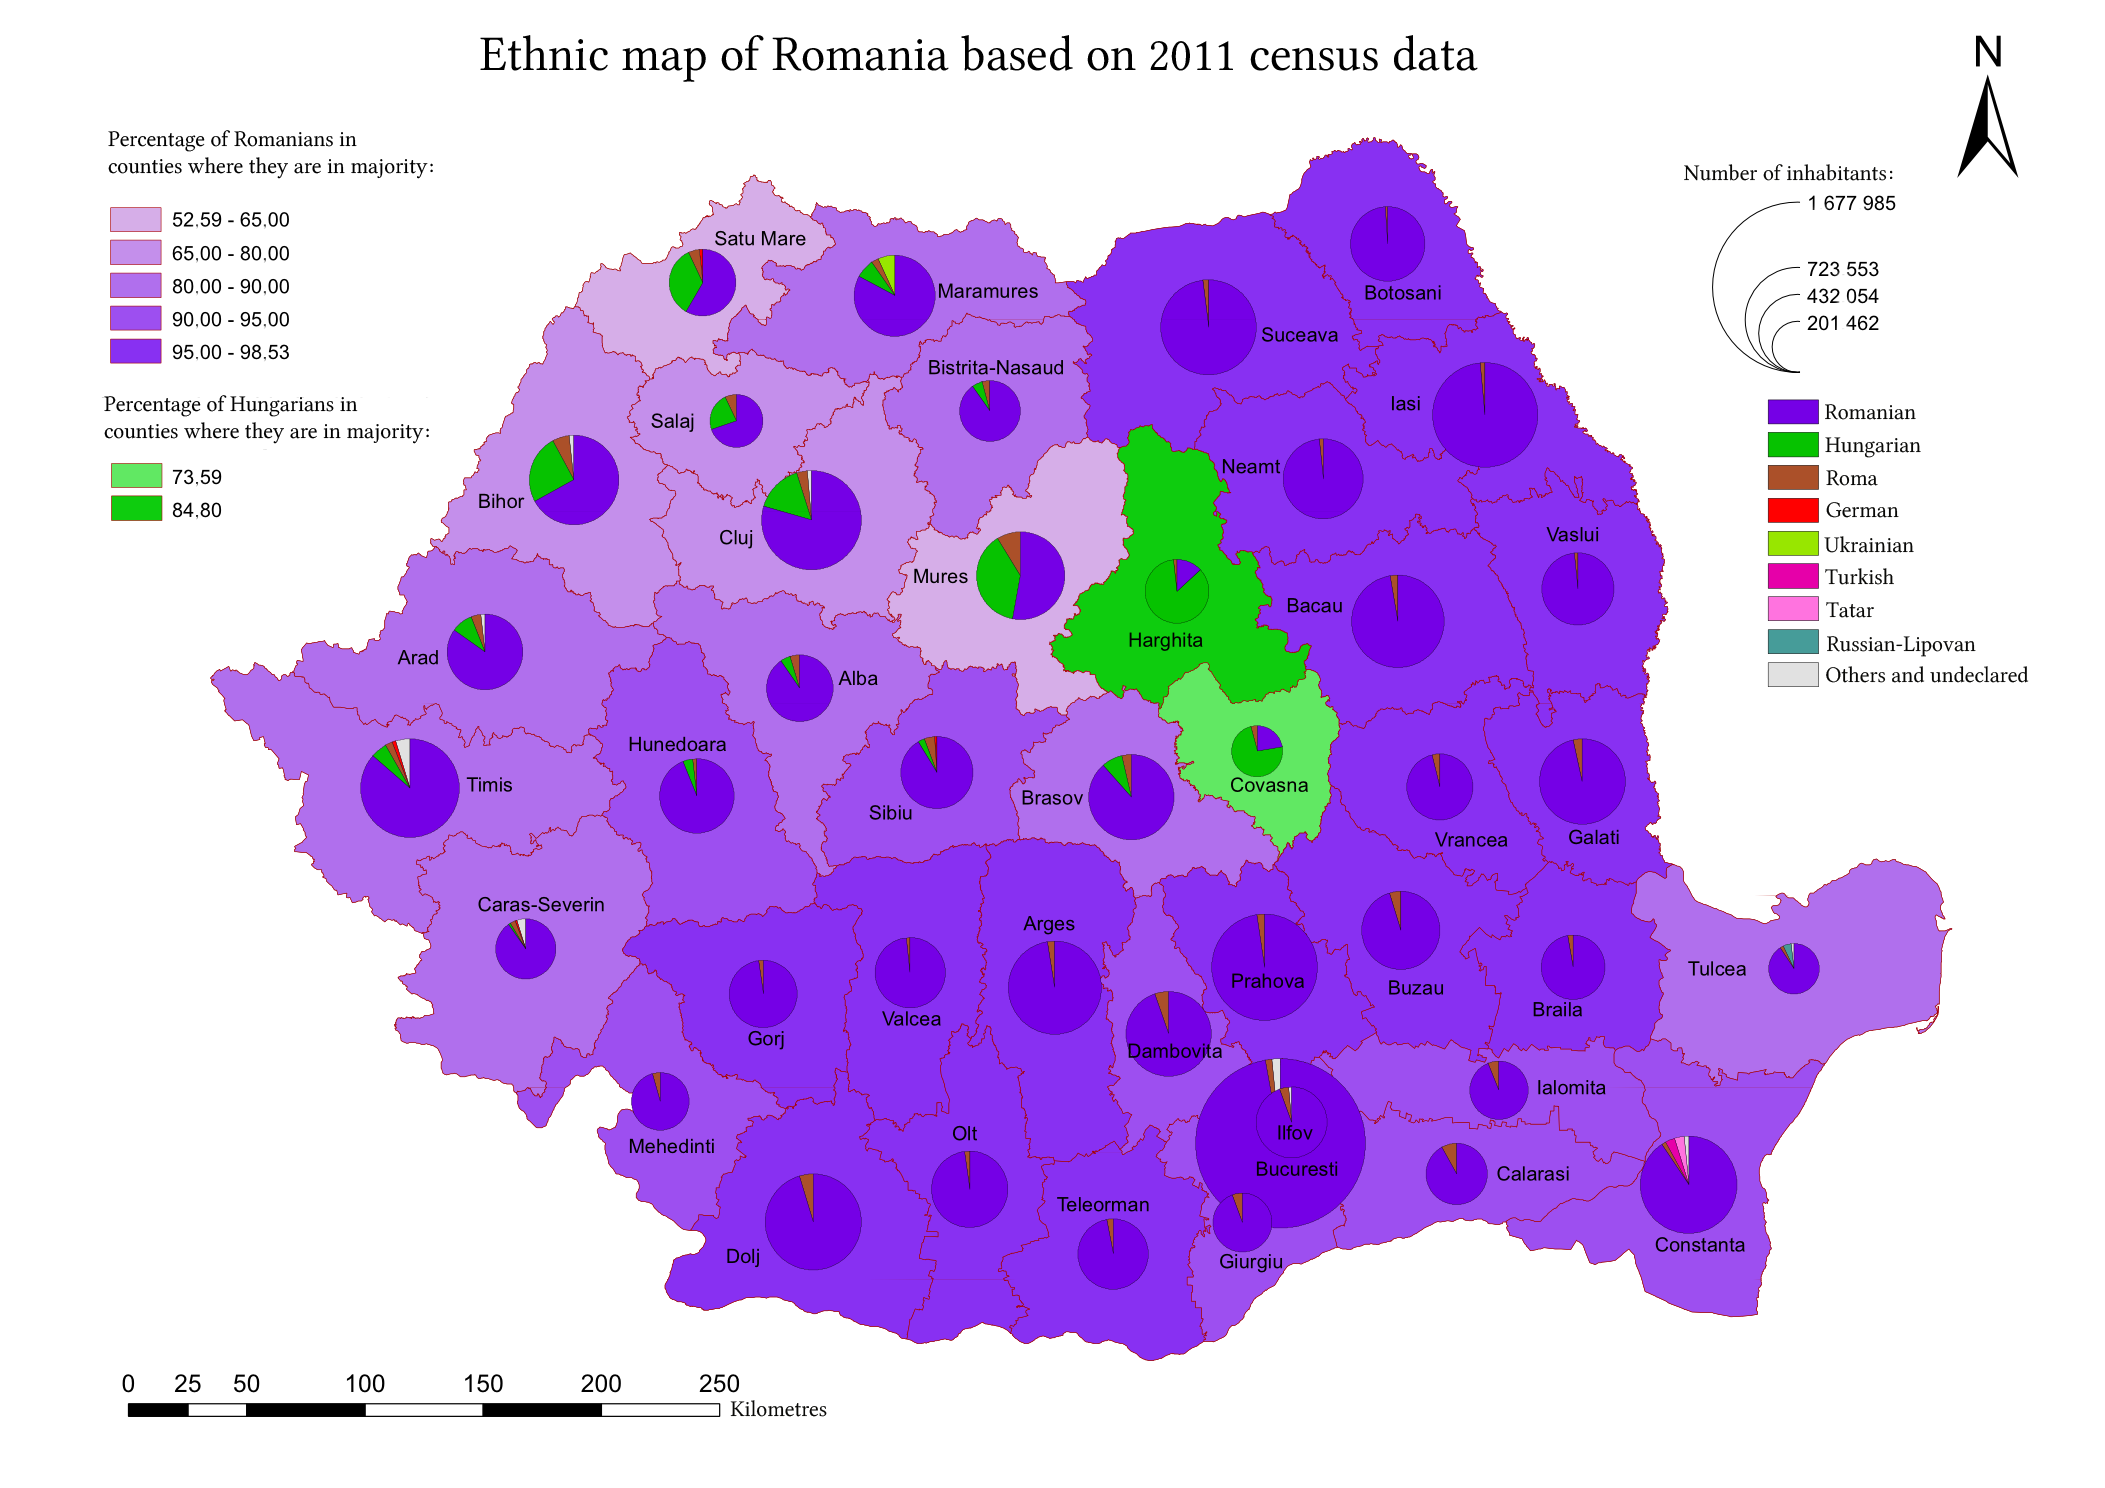 Ethnic map of Romania based on 2011 census data
N
Percentage of Romanians in
counties where they are in majority:
52.59 - 65.00
65,00 - 80,00
80.00 - 90.00
90,00 - 95,00
95.00 - 98.53
Percentage of Hungarians in
counties where they are in majority:
73,59
84,80
Number of inhabitants:
1 677 985
723 553
432 054
201 462
Romanian
Hungarian
Roma
German
Ukrainian
Turkish
Tatar
Russian-Lipovan
Others and undeclared
Satu Mare
Maramures
Botosani
Suceava
Bistrita-Nasaud
Salaj
Iasi
Neamt
Bihor
Cluj
Vaslui
Mures
Bacau
Harghita
Arad
Alba
Hunedoara
Timis
Sibiu
Brasov
Covasna
Vrancea
Galati
Caras-Severin
Arges
Tulcea
Prahova
Buzau
Braila
Valcea
Gorj
Dambovita
Ialomita
Mehedinti
Olt
Ilfov
Bucuresti
Calarasi
Teleorman
Constanta
Dolj
Giurgiu
0 25 50 100 150 200 250
Kilometres